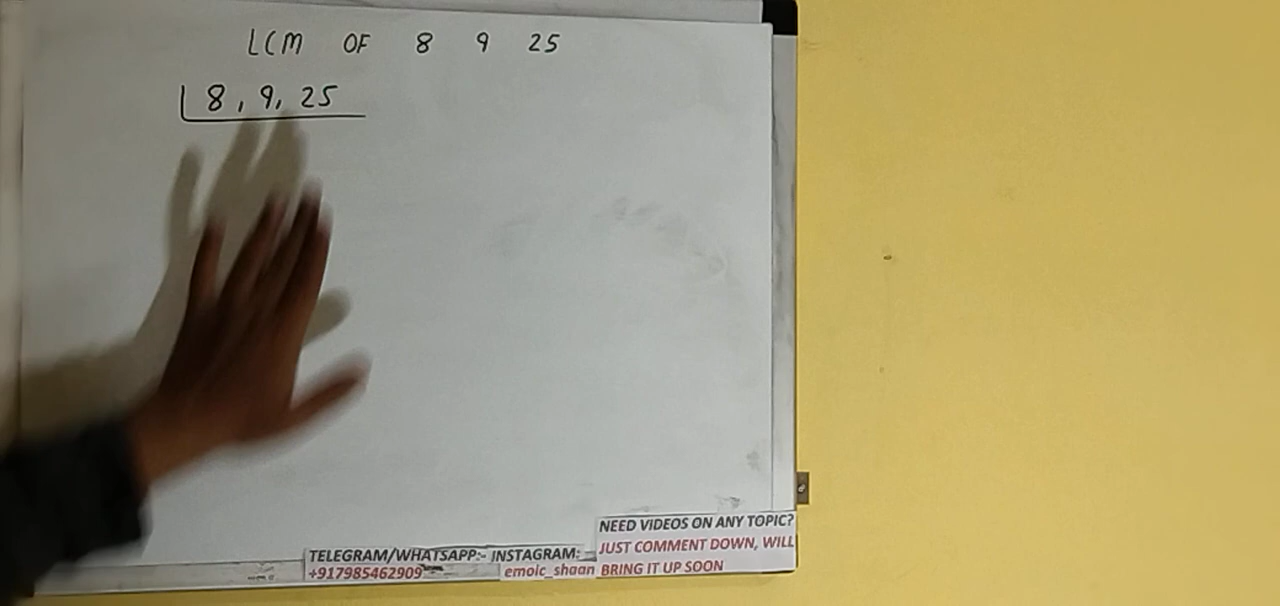 LCM OF 8 9 25
8, 9, 25
NEED VIDEOS ON ANY TOPIC?
JUST COMMENT DOWN, WILL
BRING IT UP SOON
TELEGRAM/WHATSAPP:- INSTAGRAM:
+917985462909 emoic_shaan